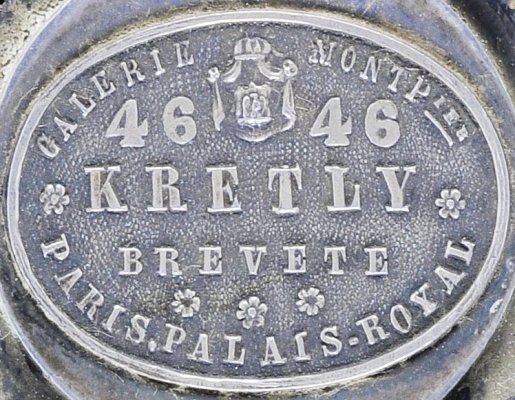 GALERIE MONTPIER
46 46
KRETLY
BREVETE
PARIS, PALAIS-ROYAL